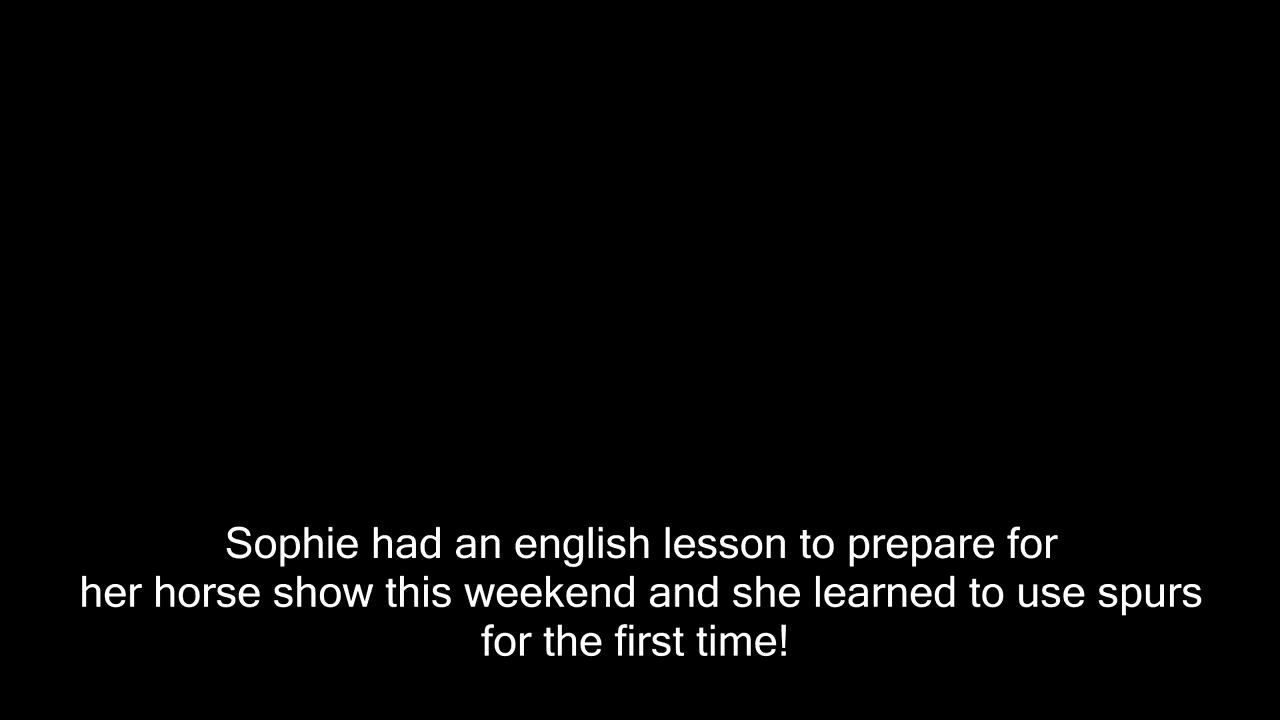 Sophie had an english lesson to prepare for
her horse show this weekend and she learned to use spurs
for the first time!